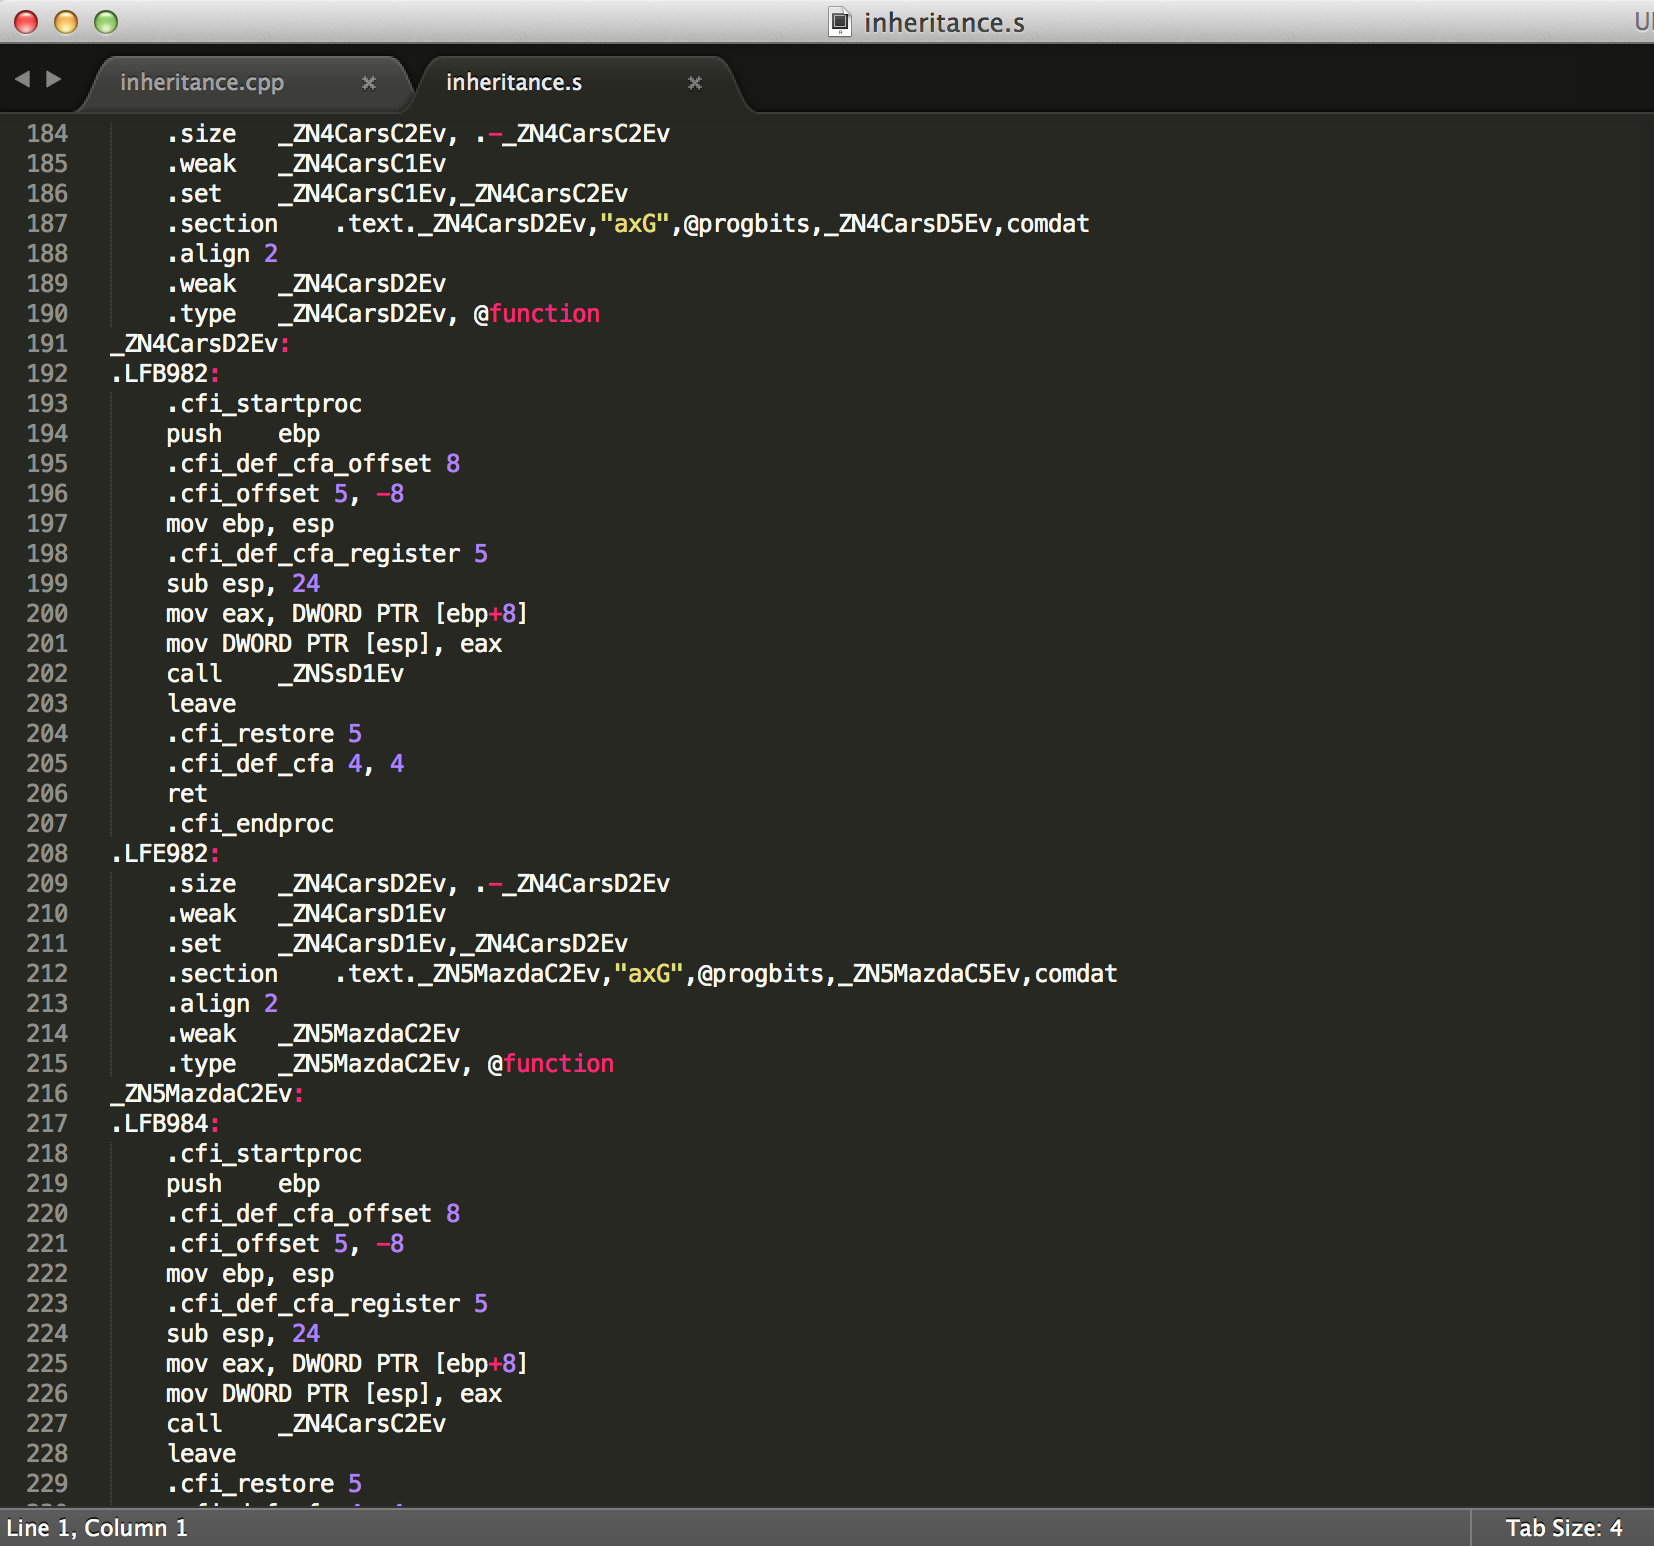 inheritance.s
inheritance.cpp
inheritance.s
184 .size _ZN4CarsC2Ev, .-_ZN4CarsC2Ev
185 .weak _ZN4CarsC1Ev
186 .set _ZN4CarsC1Ev,_ZN4CarsC2Ev
187 .section .text._ZN4CarsD2Ev,"axG",@progbits,_ZN4CarsD5Ev,comdat
188 .align 2
189 .weak _ZN4CarsD2Ev
190 .type _ZN4CarsD2Ev, @function
191 _ZN4CarsD2Ev:
192 .LFB982:
193 .cfi_startproc
194 push ebp
195 .cfi_def_cfa_offset 8
196 .cfi_offset 5, -8
197 mov ebp, esp
198 .cfi_def_cfa_register 5
199 sub esp, 24
200 mov eax, DWORD PTR [ebp+8]
201 mov DWORD PTR [esp], eax
202 call _ZNSsD1Ev
203 leave
204 .cfi_restore 5
205 .cfi_def_cfa 4, 4
206 ret
207 .cfi_endproc
208 .LFE982:
209 .size _ZN4CarsD2Ev, .-_ZN4CarsD2Ev
210 .weak _ZN4CarsD1Ev
211 .set _ZN4CarsD1Ev,_ZN4CarsD2Ev
212 .section .text._ZN5MazdaC2Ev,"axG",@progbits,_ZN5MazdaC5Ev,comdat
213 .align 2
214 .weak _ZN5MazdaC2Ev
215 .type _ZN5MazdaC2Ev, @function
216 _ZN5MazdaC2Ev:
217 .LFB984:
218 .cfi_startproc
219 push ebp
220 .cfi_def_cfa_offset 8
221 .cfi_offset 5, -8
222 mov ebp, esp
223 .cfi_def_cfa_register 5
224 sub esp, 24
225 mov eax, DWORD PTR [ebp+8]
226 mov DWORD PTR [esp], eax
227 call _ZN4CarsC2Ev
228 leave
229 .cfi_restore 5
Line 1, Column 1
Tab Size: 4